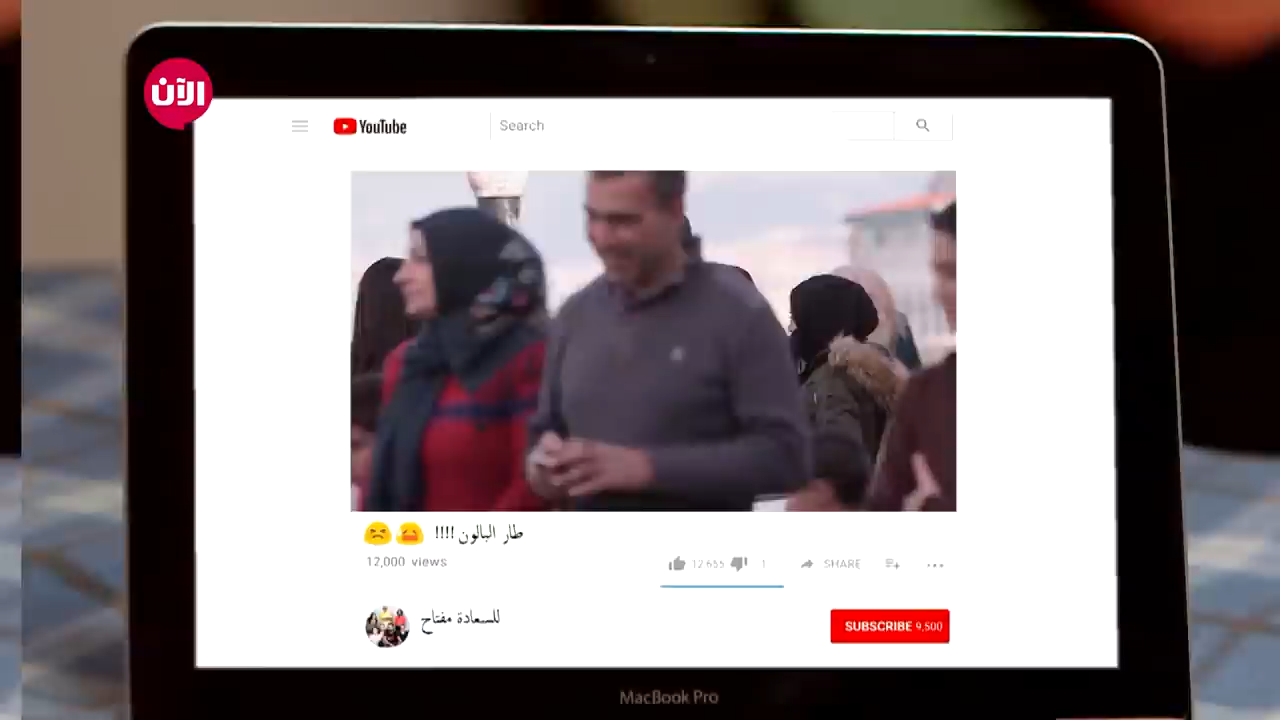 الآن
YouTube
Search
طار البالون !!!!
12,000 views
12,655
1
SHARE
للسعادة مفتاح
SUBSCRIBE 9,500
MacBook Pro